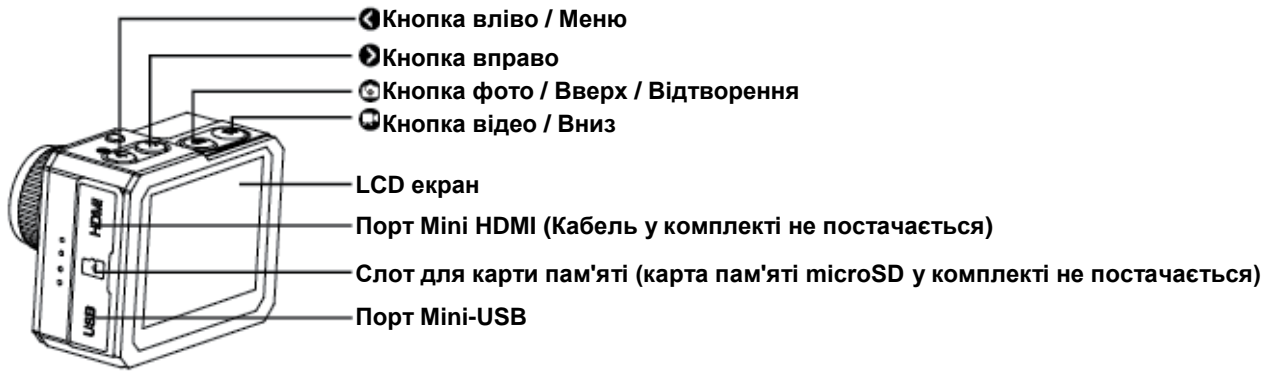 Кнопка вліво / Меню
Кнопка вправо
Кнопка фото / Вверх / Відтворення
Кнопка відео / Вниз
LCD екран
Порт Mini HDMI (Кабель у комплекті не постачається)
Слот для карти пам'яті (карта пам'яті microSD у комплекті не постачається)
Порт Mini-USB
HDMI
USB